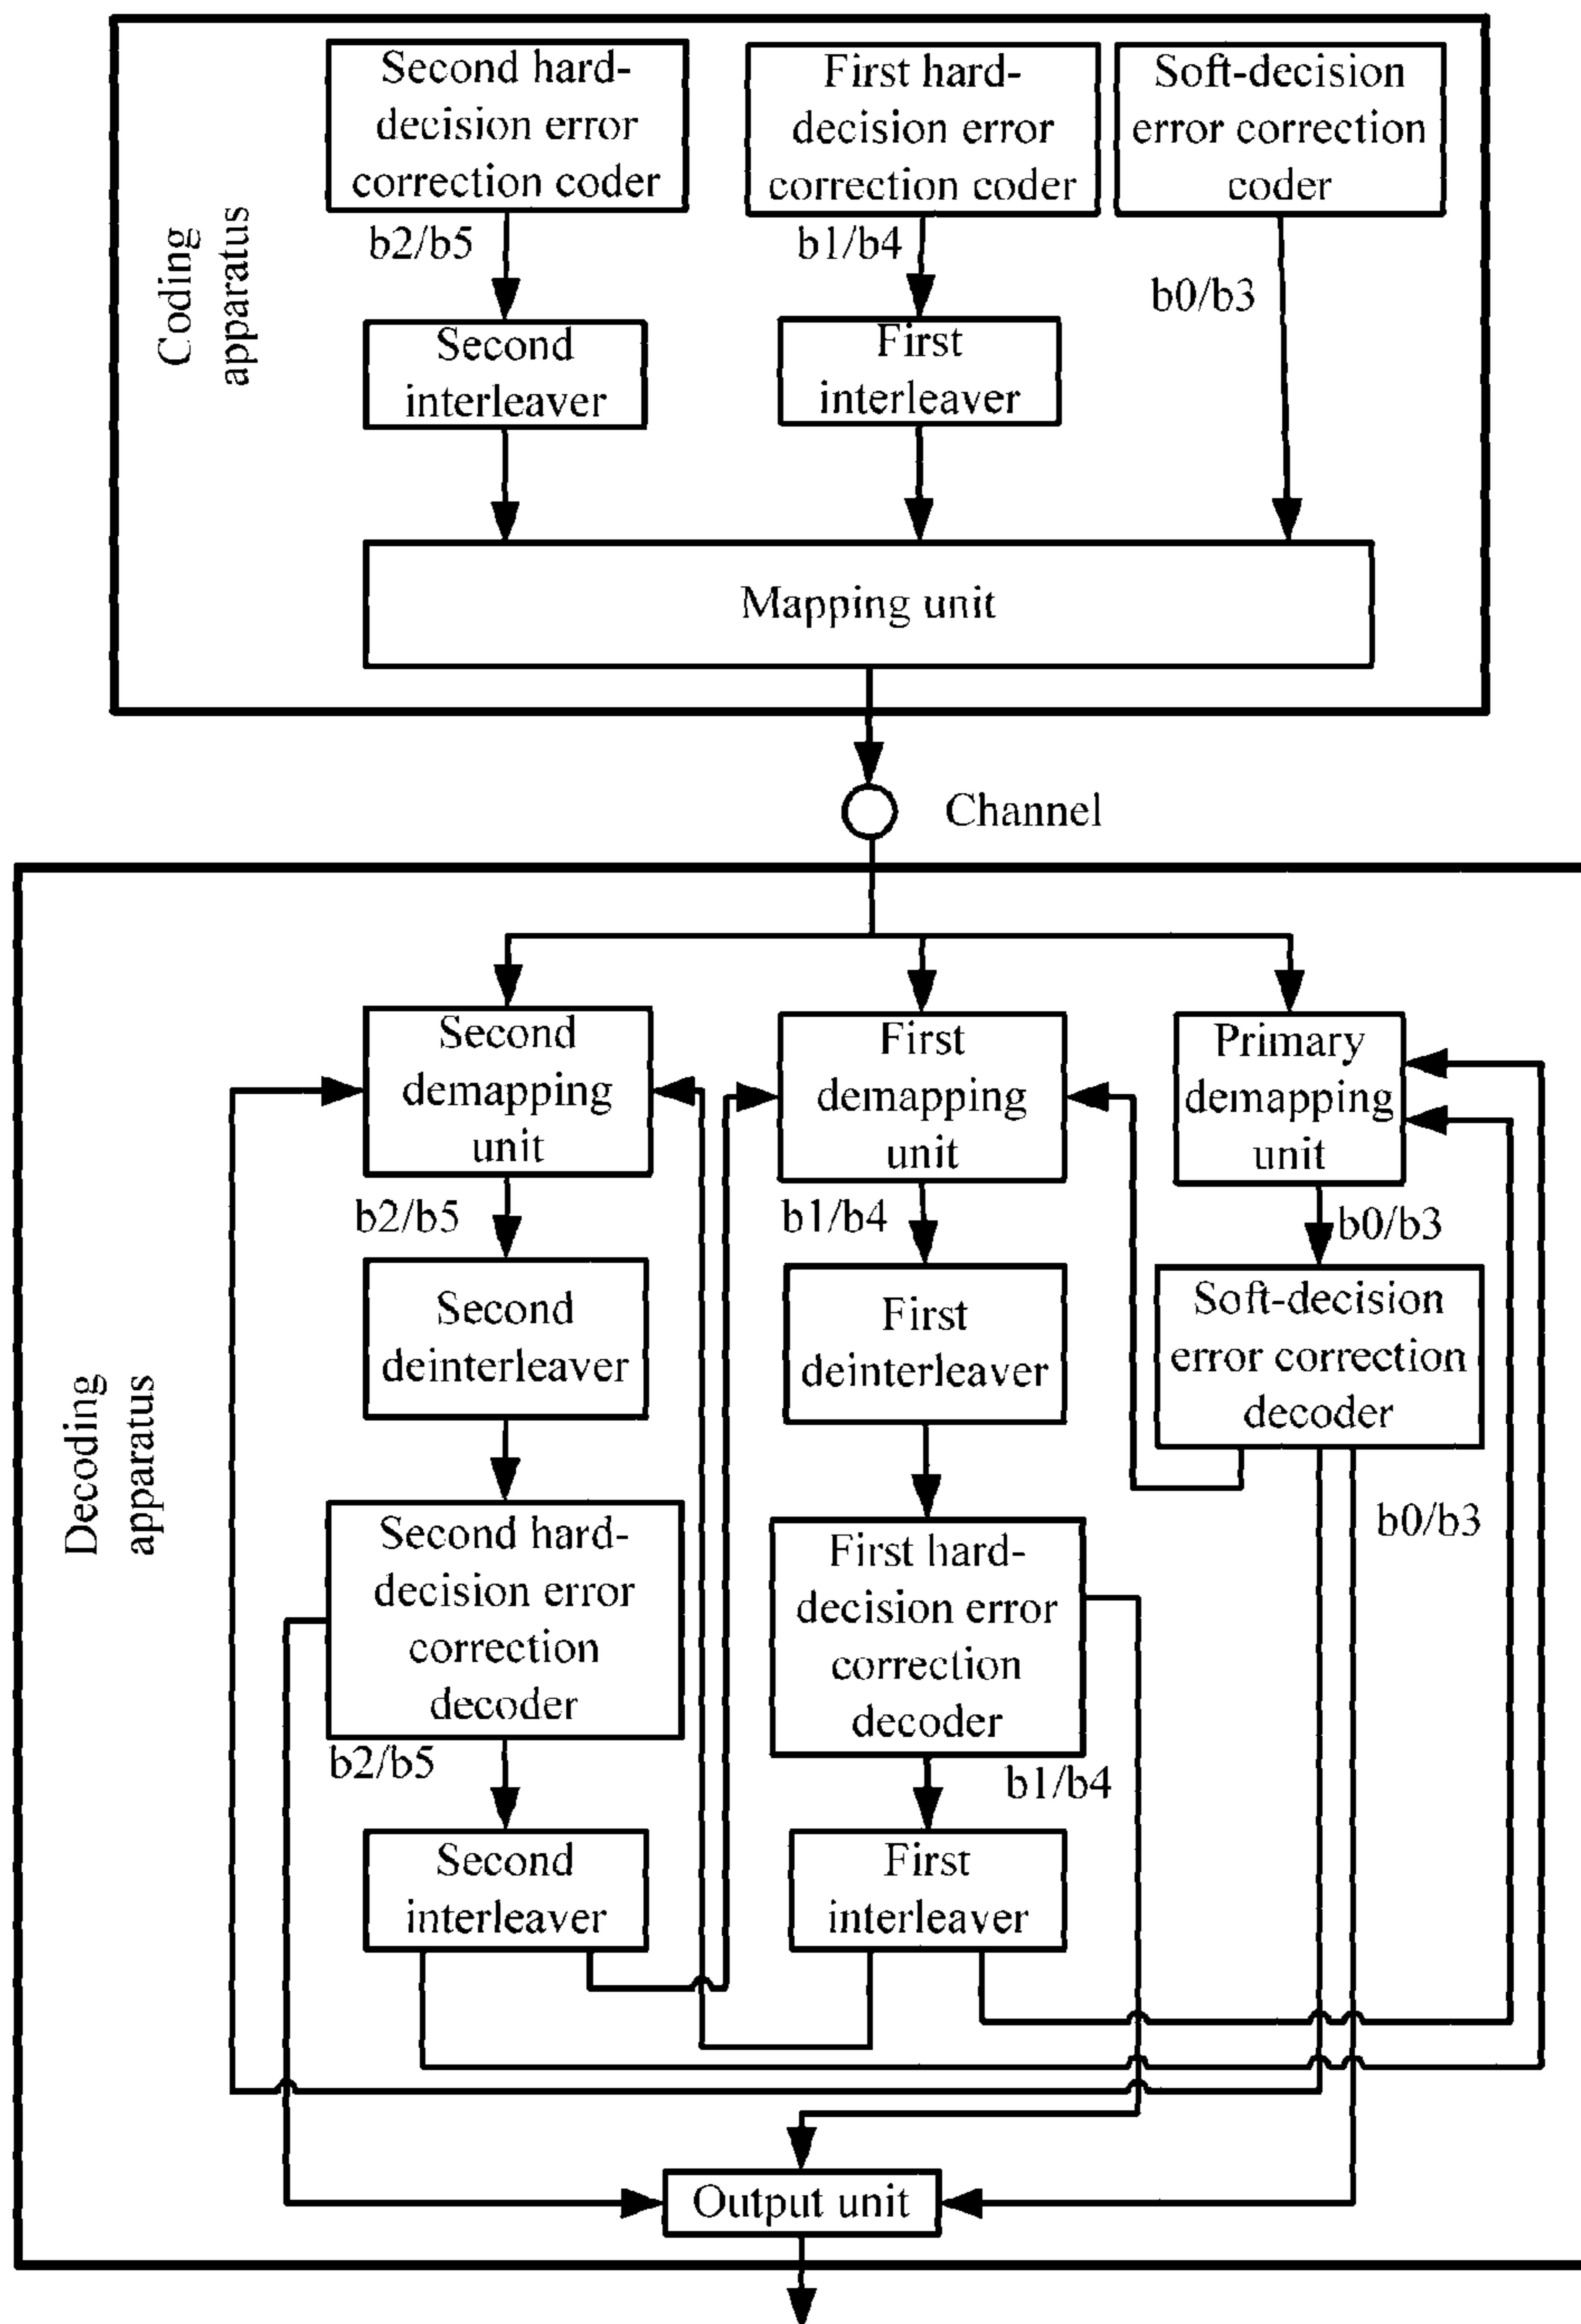 Second hard-
decision error
correction coder
First hard-
decision error
correction coder
Soft-decision
error correction
coder
b2/b5
b1/b4
b0/b3
Coding
apparatus
Second
interleaver
First
interleaver
Mapping unit
Channel
Second
demapping
unit
First
demapping
unit
Primary
demapping
unit
b2/b5
b1/b4
b0/b3
Second
deinterleaver
First
deinterleaver
Soft-decision
error correction
decoder
Decoding
apparatus
b0/b3
Second hard-
decision error
correction
decoder
First hard-
decision error
correction
decoder
b2/b5
b1/b4
Second
interleaver
First
interleaver
Output unit